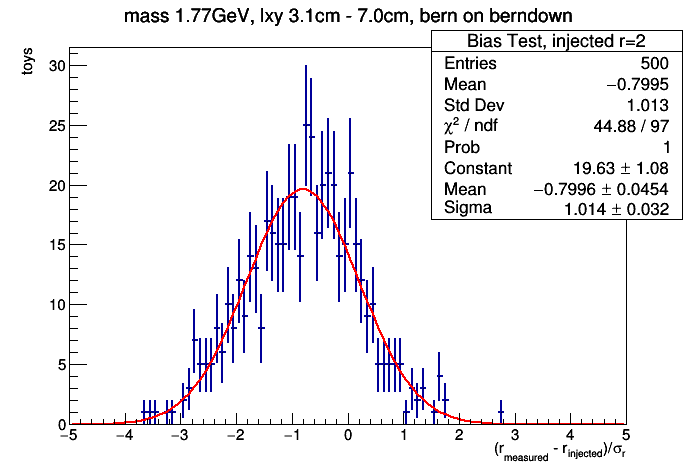 mass 1.77GeV, lxy 3.1cm - 7.0cm, bern on berndown
Bias Test, injected r=2
Entries 500
Mean −0.7995
Std Dev 1.013
χ² / ndf 44.88 / 97
Prob 1
Constant 19.63 ± 1.08
Mean −0.7996 ± 0.0454
Sigma 1.014 ± 0.032
toys
30
25
20
15
10
5
0
−5 −4 −3 −2 −1 0 1 2 3 4 5
(r_measured - r_injected)/σ_r